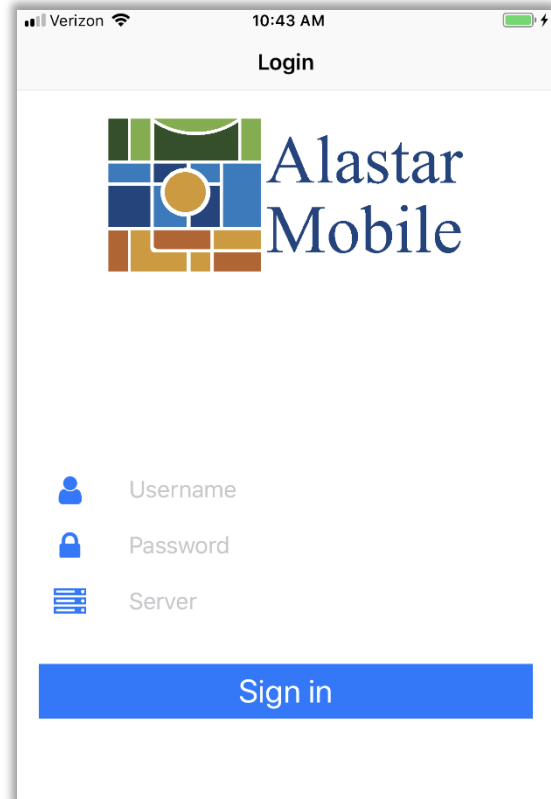 Verizon 10:43 AM
Login
Alastar
Mobile
Username
Password
Server
Sign in